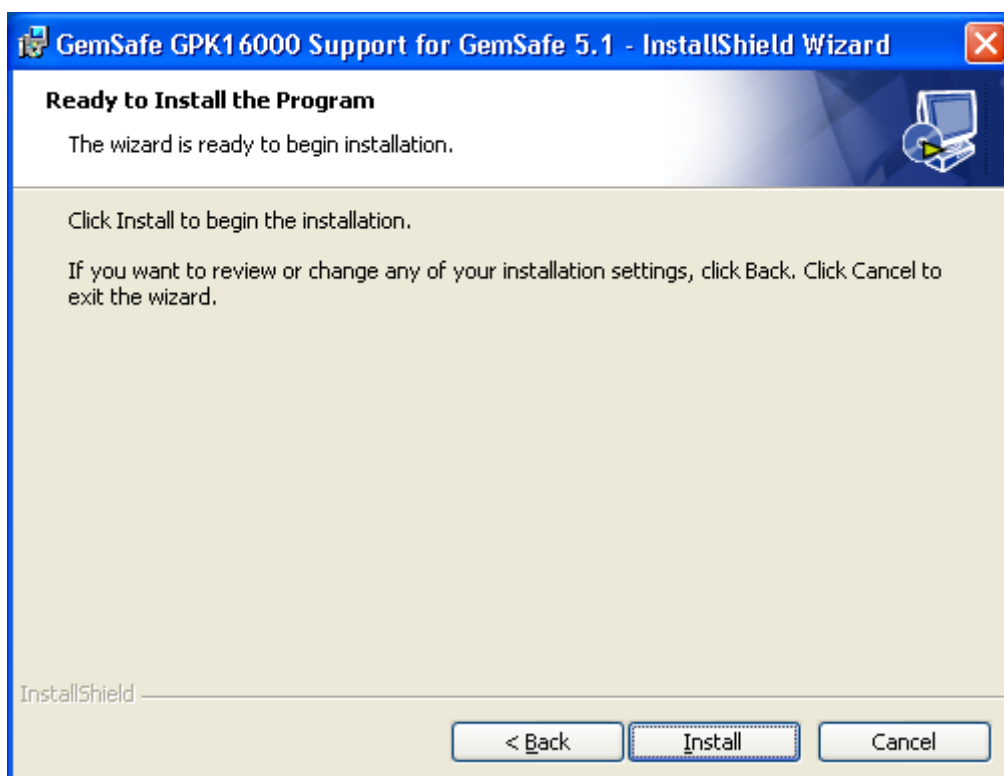 GemSafe GPK16000 Support for GemSafe 5.1 - InstallShield Wizard
Ready to Install the Program
The wizard is ready to begin installation.
Click Install to begin the installation.
If you want to review or change any of your installation settings, click Back. Click Cancel to
exit the wizard.
InstallShield
< Back
Install
Cancel